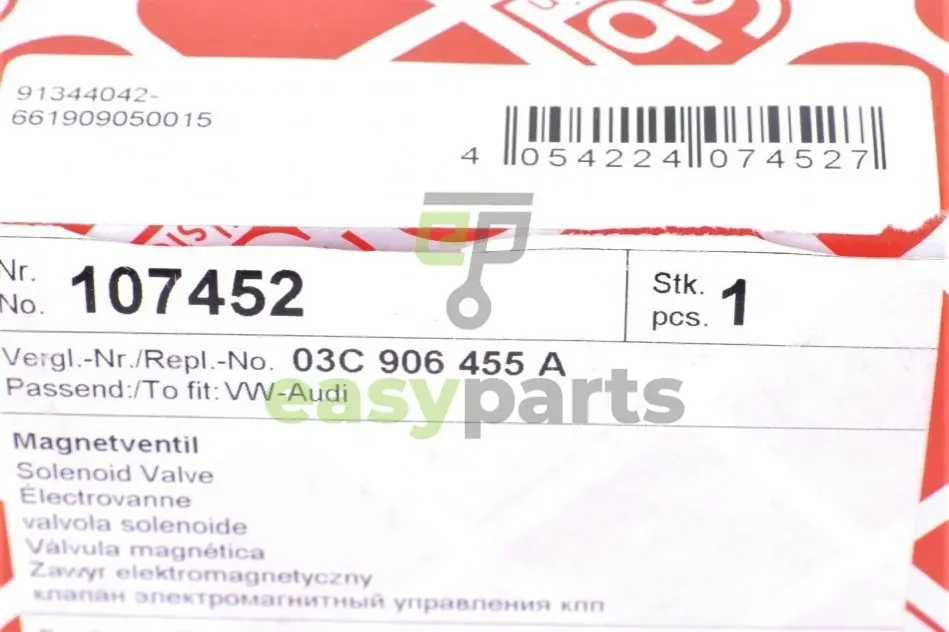 91344042-
661909050015
4 054224 074527
Nr.
No. 107452
Stk.
pcs. 1
Vergl.-Nr./Repl.-No. 03C 906 455 A
Passend:/To fit: VW-Audi
easyparts
Magnetventil
Solenoid Valve
Électrovanne
valvola solenoide
Válvula magnética
Zawyr elektromagnetyczny
клапан электромагнитный управления кпп